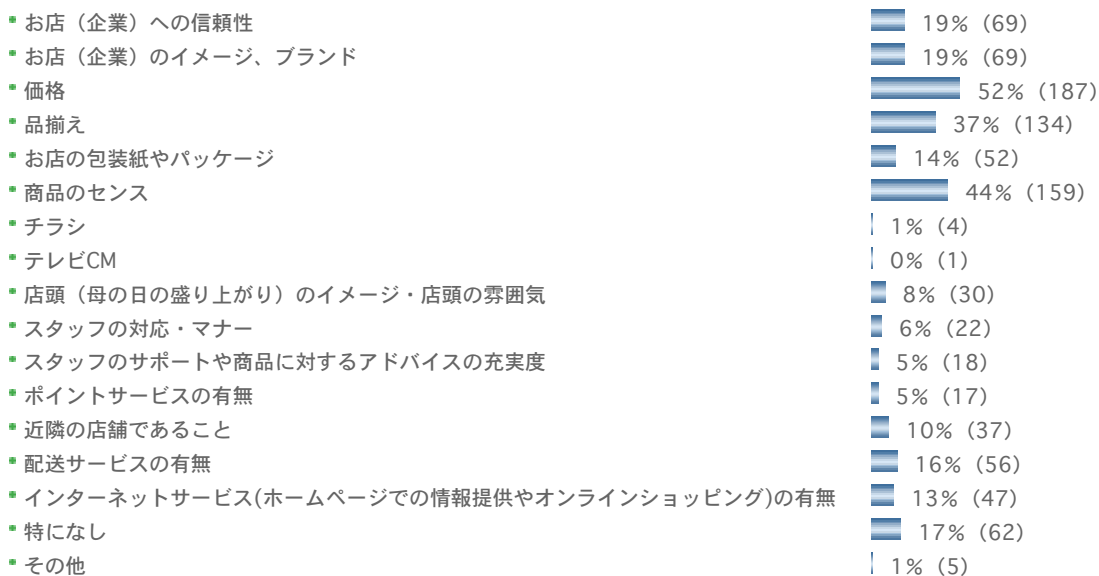 お店（企業）への信頼性 19%（69）
お店（企業）のイメージ、ブランド 19%（69）
価格 52%（187）
品揃え 37%（134）
お店の包装紙やパッケージ 14%（52）
商品のセンス 44%（159）
チラシ 1%（4）
テレビCM 0%（1）
店頭（母の日の盛り上がり）のイメージ・店頭の雰囲気 8%（30）
スタッフの対応・マナー 6%（22）
スタッフのサポートや商品に対するアドバイスの充実度 5%（18）
ポイントサービスの有無 5%（17）
近隣の店舗であること 10%（37）
配送サービスの有無 16%（56）
インターネットサービス(ホームページでの情報提供やオンラインショッピング)の有無 13%（47）
特になし 17%（62）
その他 1%（5）